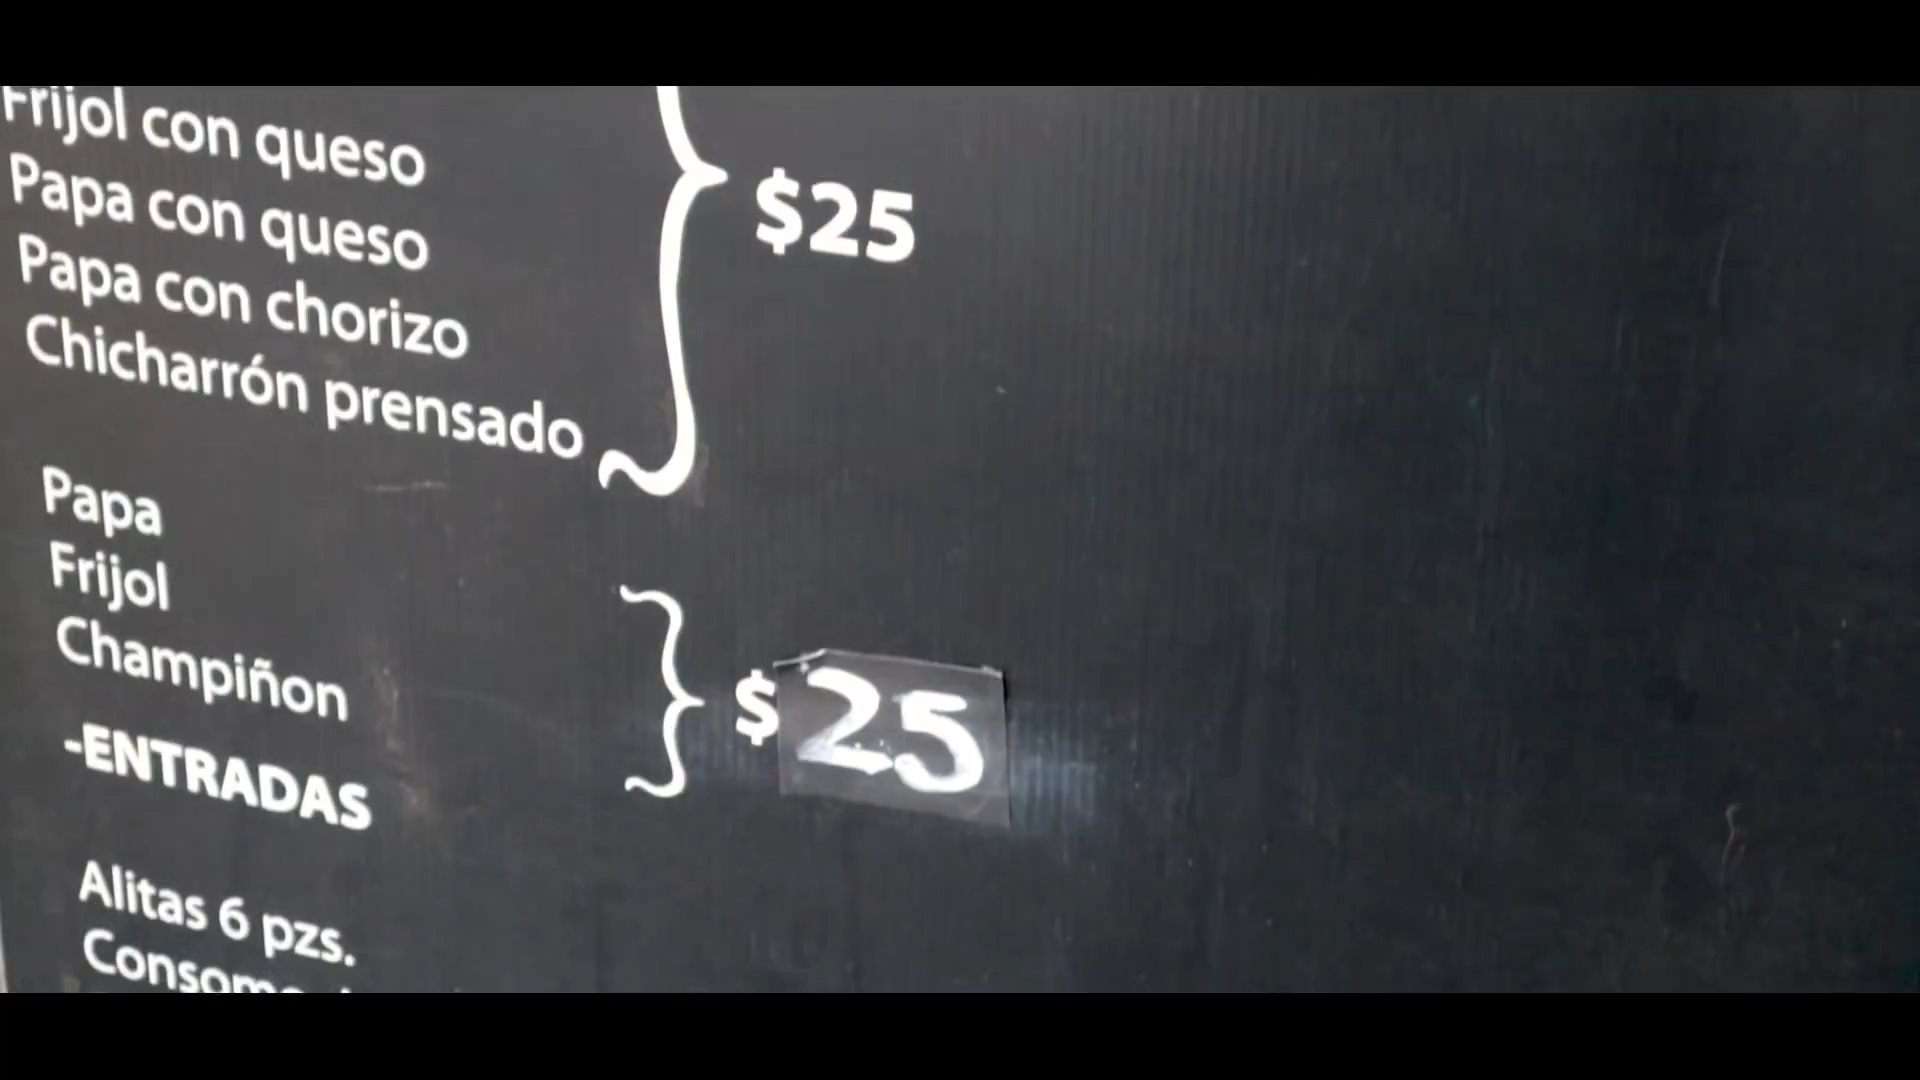 Frijol con queso
Papa con queso
Papa con chorizo
Chicharrón prensado
$25
Papa
Frijol
Champiñon
$25
-ENTRADAS
Alitas 6 pzs.